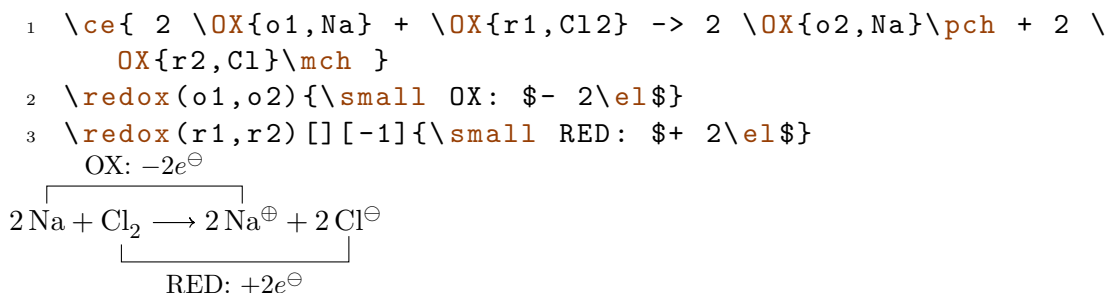 1 \ce{ 2 \OX{o1,Na} + \OX{r1,Cl2} -> 2 \OX{o2,Na}\pch + 2 \
OX{r2,Cl}\mch }
2 \redox(o1,o2){\small OX: $- 2\el$}
3 \redox(r1,r2)[][-1]{\small RED: $+ 2\el$}
OX: −2e⊖
2 Na + Cl₂ ⟶ 2 Na⊕ + 2 Cl⊖
RED: +2e⊖